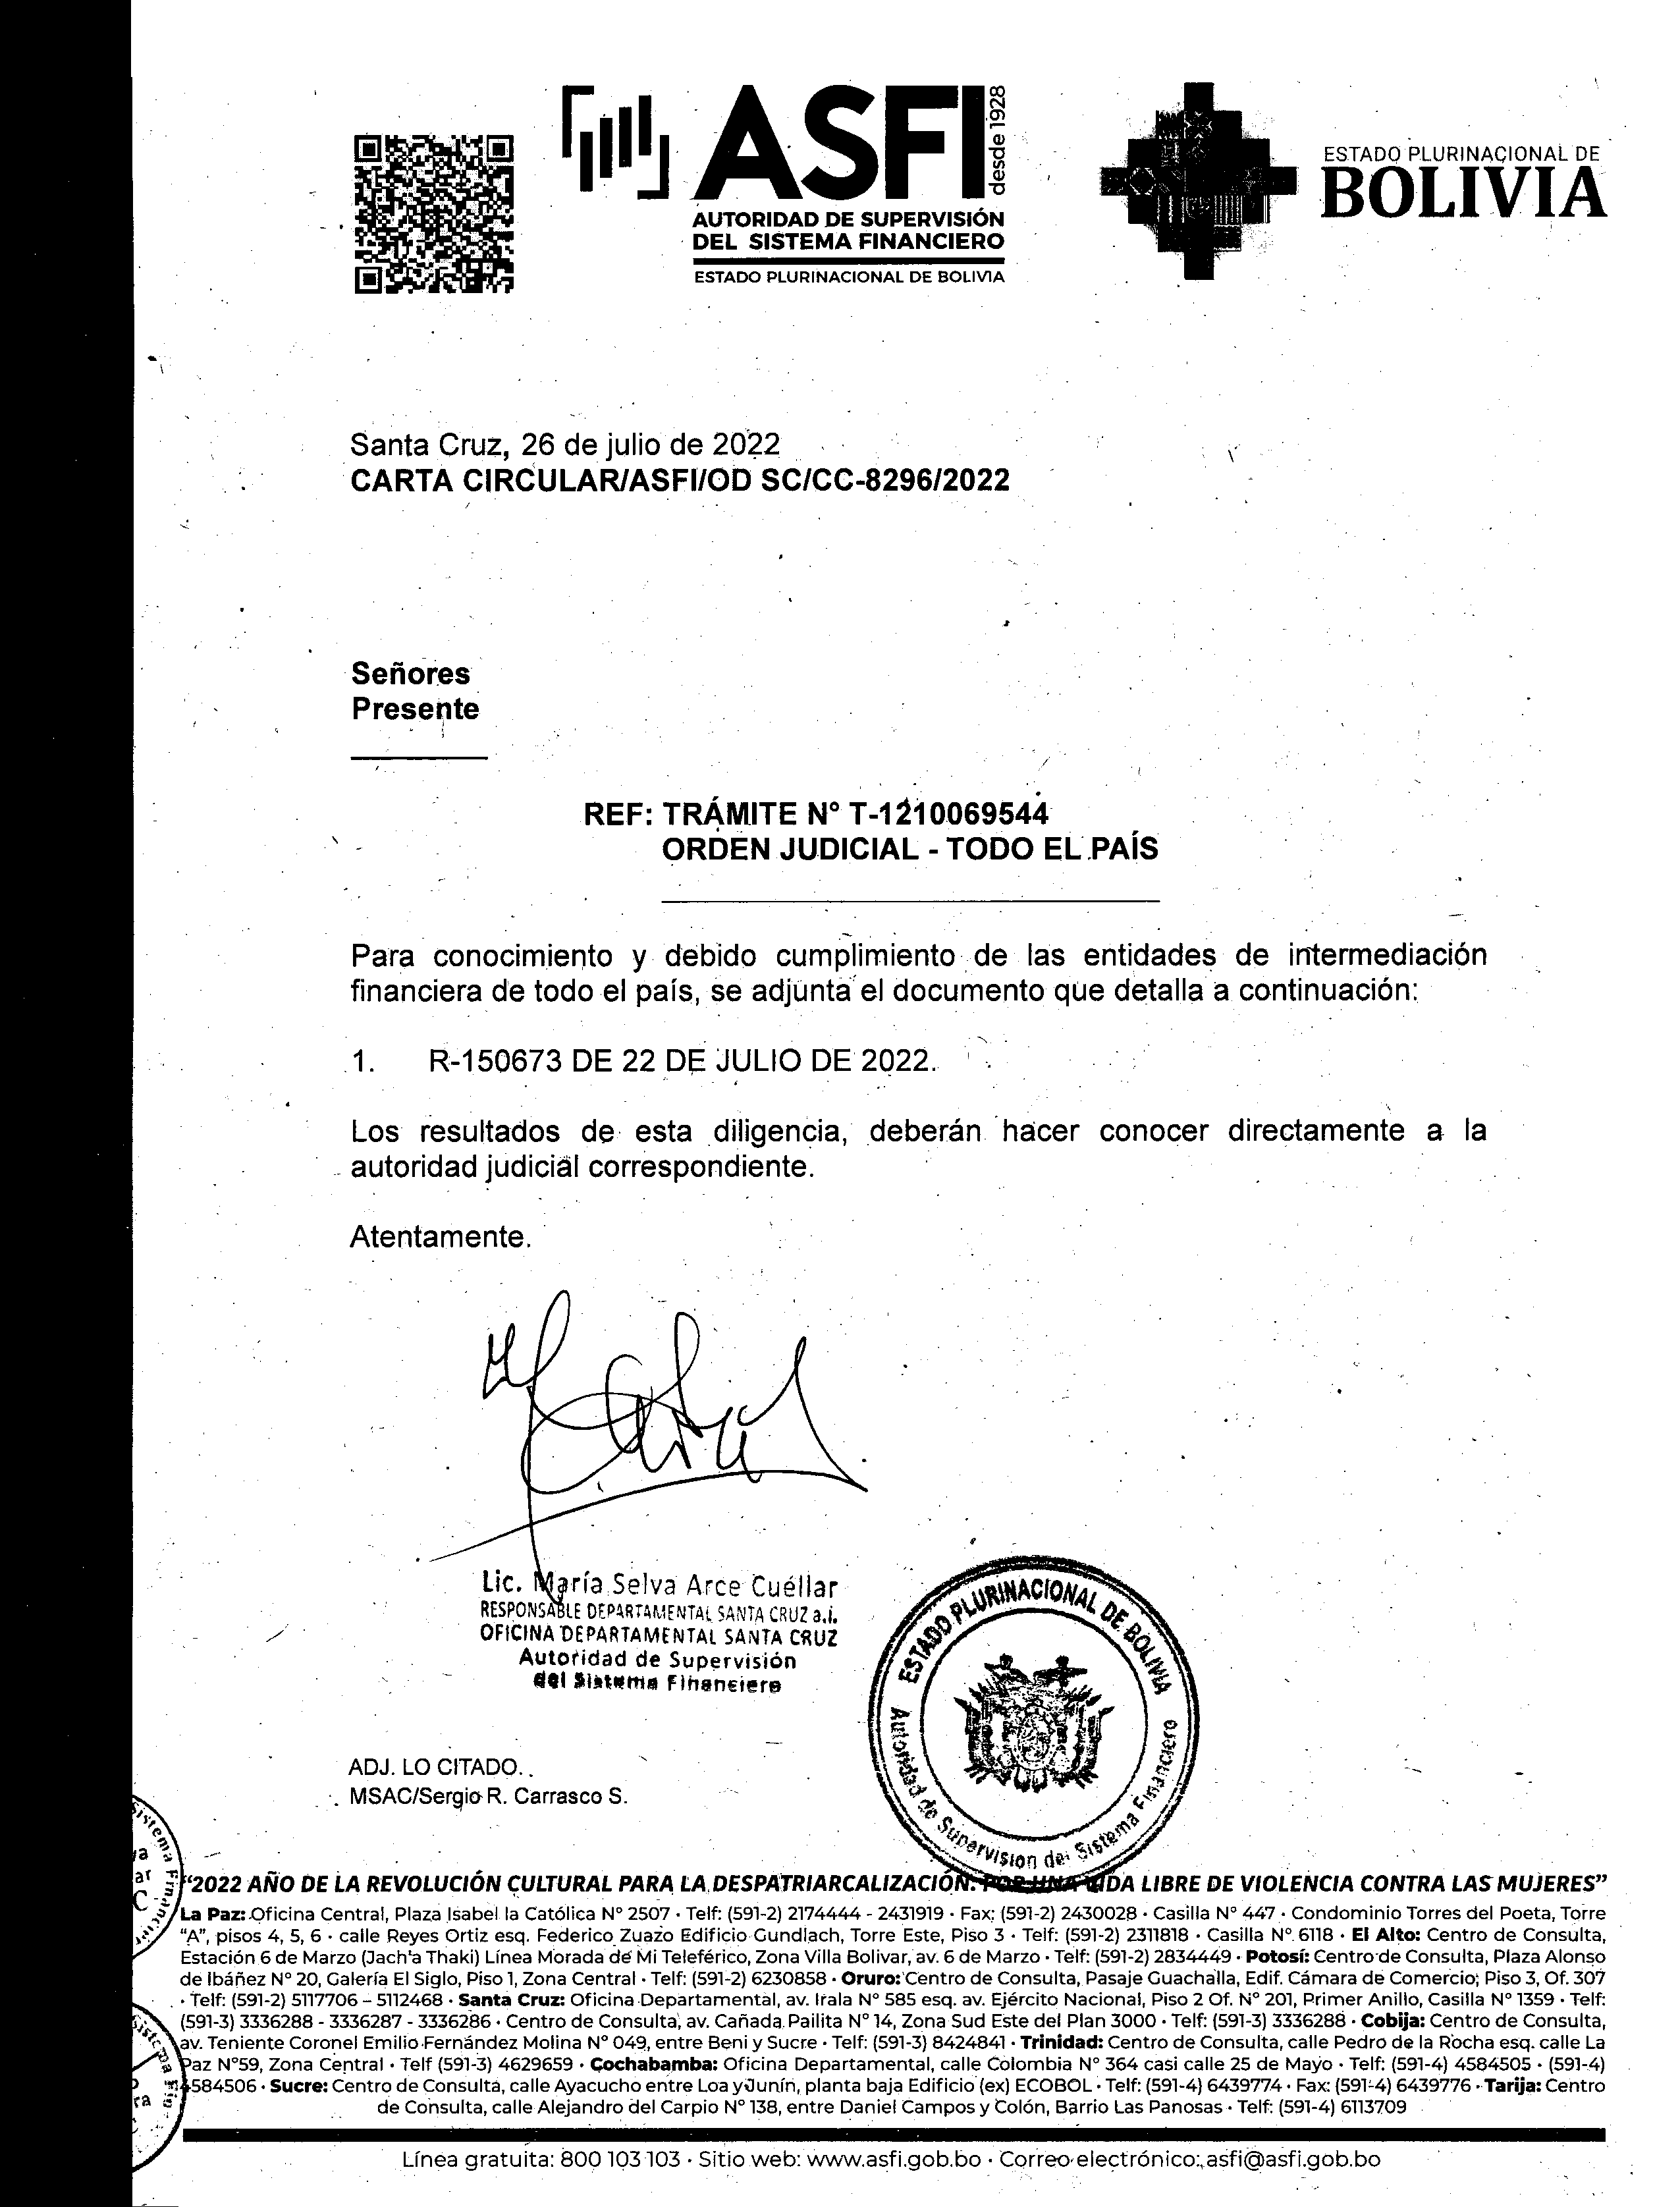 ASFI desde 1928
AUTORIDAD DE SUPERVISIÓN
DEL SISTEMA FINANCIERO
ESTADO PLURINACIONAL DE BOLIVIA
ESTADO PLURINACIONAL DE
BOLIVIA
Santa Cruz, 26 de julio de 2022
CARTA CIRCULAR/ASFI/OD SC/CC-8296/2022
Señores
Presente
REF: TRÁMITE N° T-1210069544
ORDEN JUDICIAL - TODO EL PAÍS
Para conocimiento y debido cumplimiento de las entidades de intermediación
financiera de todo el país, se adjunta el documento que detalla a continuación:
1. R-150673 DE 22 DE JULIO DE 2022.
Los resultados de esta diligencia, deberán hacer conocer directamente a la
autoridad judicial correspondiente.
Atentamente.
Lic. María Selva Arce Cuéllar
RESPONSABLE DEPARTAMENTAL SANTA CRUZ a.i.
OFICINA DEPARTAMENTAL SANTA CRUZ
Autoridad de Supervisión
del Sistema Financiero
ESTADO PLURINACIONAL DE BOLIVIA
Autoridad de Supervision del Sistema Financiero
ADJ. LO CITADO.
MSAC/Sergio R. Carrasco S.
"2022 AÑO DE LA REVOLUCIÓN CULTURAL PARA LA DESPATRIARCALIZACIÓN: POR UNA VIDA LIBRE DE VIOLENCIA CONTRA LAS MUJERES"
La Paz: Oficina Central, Plaza Isabel la Católica N° 2507 · Telf: (591-2) 2174444 - 2431919 · Fax: (591-2) 2430028 · Casilla N° 447 · Condominio Torres del Poeta, Torre
"A", pisos 4, 5, 6 · calle Reyes Ortiz esq. Federico Zuazo Edificio Gundlach, Torre Este, Piso 3 · Telf: (591-2) 2311818 · Casilla N° 6118 · El Alto: Centro de Consulta,
Estación 6 de Marzo (Jach'a Thaki) Línea Morada de Mi Teleférico, Zona Villa Bolivar, av. 6 de Marzo · Telf: (591-2) 2834449 · Potosí: Centro de Consulta, Plaza Alonso
de Ibáñez N° 20, Galería El Siglo, Piso 1, Zona Central · Telf: (591-2) 6230858 · Oruro: Centro de Consulta, Pasaje Guachalla, Edif. Cámara de Comercio, Piso 3, Of. 307
· Telf: (591-2) 5117706 – 5112468 · Santa Cruz: Oficina Departamental, av. Irala N° 585 esq. av. Ejército Nacional, Piso 2 Of. N° 201, Primer Anillo, Casilla N° 1359 · Telf:
(591-3) 3336288 - 3336287 - 3336286 · Centro de Consulta, av. Cañada Pailita N° 14, Zona Sud Este del Plan 3000 · Telf: (591-3) 3336288 · Cobija: Centro de Consulta,
av. Teniente Coronel Emilio Fernández Molina N° 049, entre Beni y Sucre · Telf: (591-3) 8424841 · Trinidad: Centro de Consulta, calle Pedro de la Rocha esq. calle La
Paz N°59, Zona Central · Telf (591-3) 4629659 · Cochabamba: Oficina Departamental, calle Colombia N° 364 casi calle 25 de Mayo · Telf: (591-4) 4584505 · (591-4)
4584506 · Sucre: Centro de Consulta, calle Ayacucho entre Loa y Junín, planta baja Edificio (ex) ECOBOL · Telf: (591-4) 6439774 · Fax: (591-4) 6439776 · Tarija: Centro
de Consulta, calle Alejandro del Carpio N° 138, entre Daniel Campos y Colón, Barrio Las Panosas · Telf: (591-4) 6113709
Línea gratuita: 800 103 103 · Sitio web: www.asfi.gob.bo · Correo electrónico: asfi@asfi.gob.bo